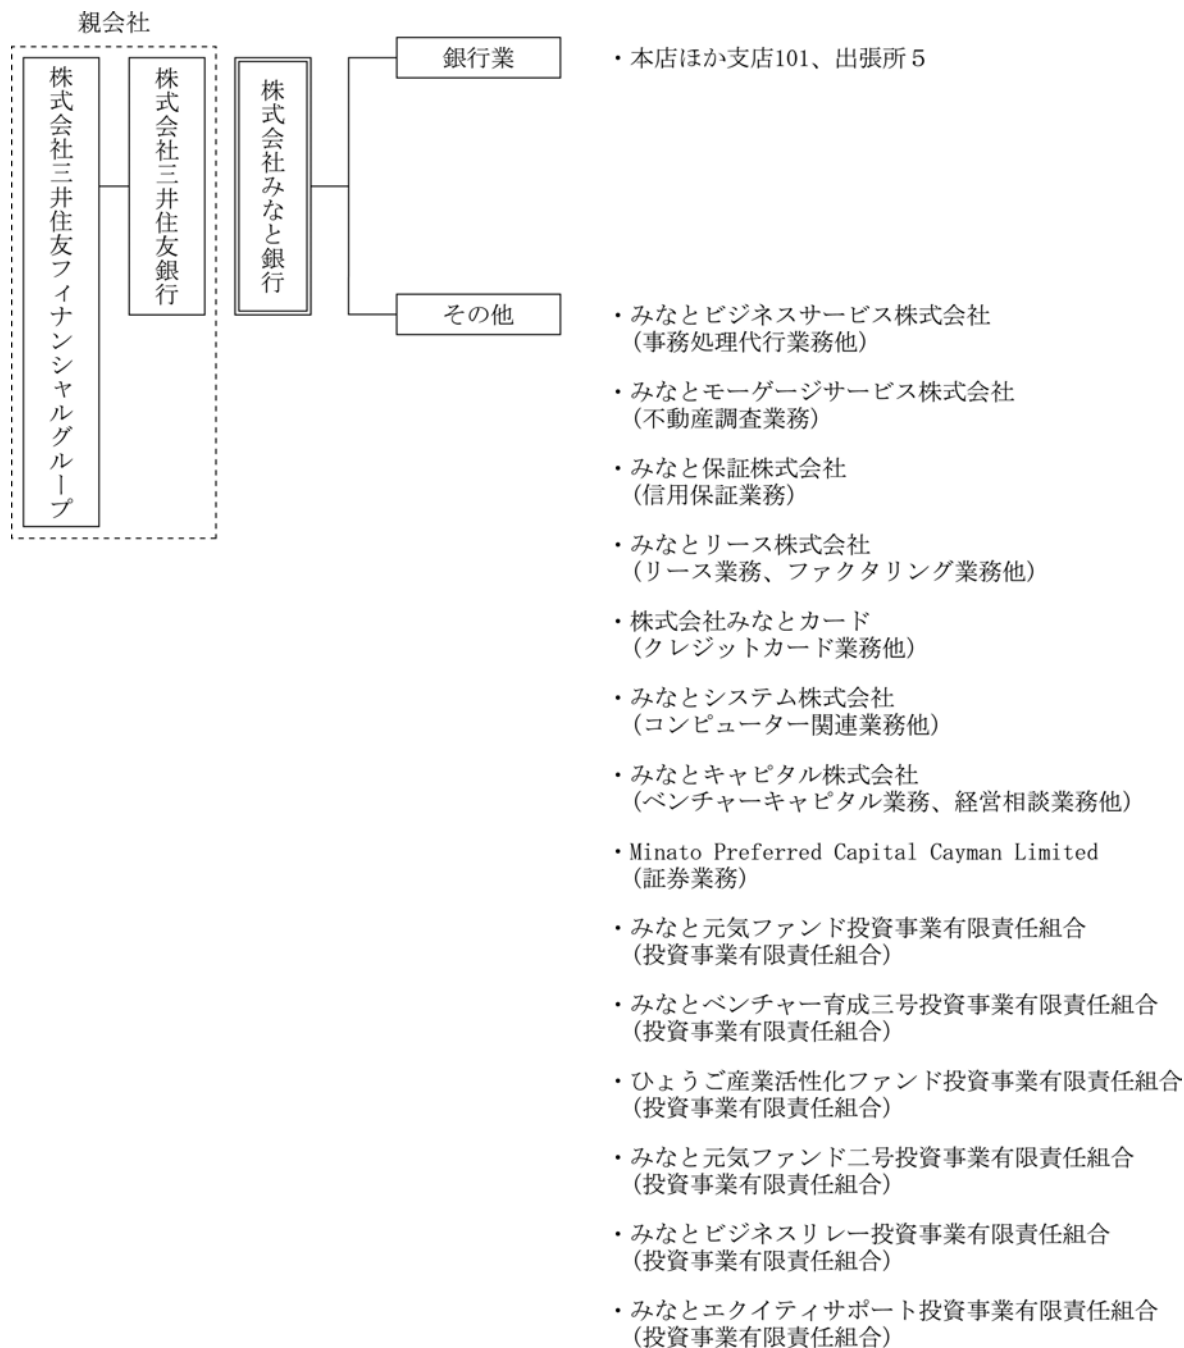 親会社
株式会社三井住友フィナンシャルグループ
株式会社三井住友銀行
株式会社みなと銀行
銀行業
・本店ほか支店101、出張所５
その他
・みなとビジネスサービス株式会社
(事務処理代行業務他)
・みなとモーゲージサービス株式会社
(不動産調査業務)
・みなと保証株式会社
(信用保証業務)
・みなとリース株式会社
(リース業務、ファクタリング業務他)
・株式会社みなとカード
(クレジットカード業務他)
・みなとシステム株式会社
(コンピューター関連業務他)
・みなとキャピタル株式会社
(ベンチャーキャピタル業務、経営相談業務他)
・Minato Preferred Capital Cayman Limited
(証券業務)
・みなと元気ファンド投資事業有限責任組合
(投資事業有限責任組合)
・みなとベンチャー育成三号投資事業有限責任組合
(投資事業有限責任組合)
・ひょうご産業活性化ファンド投資事業有限責任組合
(投資事業有限責任組合)
・みなと元気ファンド二号投資事業有限責任組合
(投資事業有限責任組合)
・みなとビジネスリレー投資事業有限責任組合
(投資事業有限責任組合)
・みなとエクイティサポート投資事業有限責任組合
(投資事業有限責任組合)